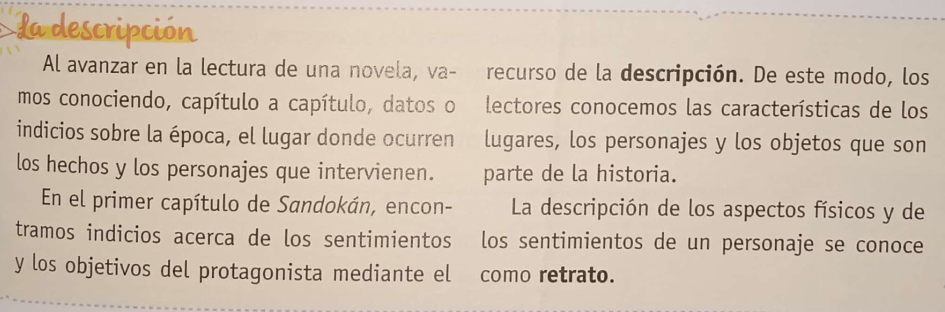 La descripción
Al avanzar en la lectura de una novela, va-
mos conociendo, capítulo a capítulo, datos o
indicios sobre la época, el lugar donde ocurren
los hechos y los personajes que intervienen.
En el primer capítulo de Sandokán, encon-
tramos indicios acerca de los sentimientos
y los objetivos del protagonista mediante el
recurso de la descripción. De este modo, los
lectores conocemos las características de los
lugares, los personajes y los objetos que son
parte de la historia.
La descripción de los aspectos físicos y de
los sentimientos de un personaje se conoce
como retrato.